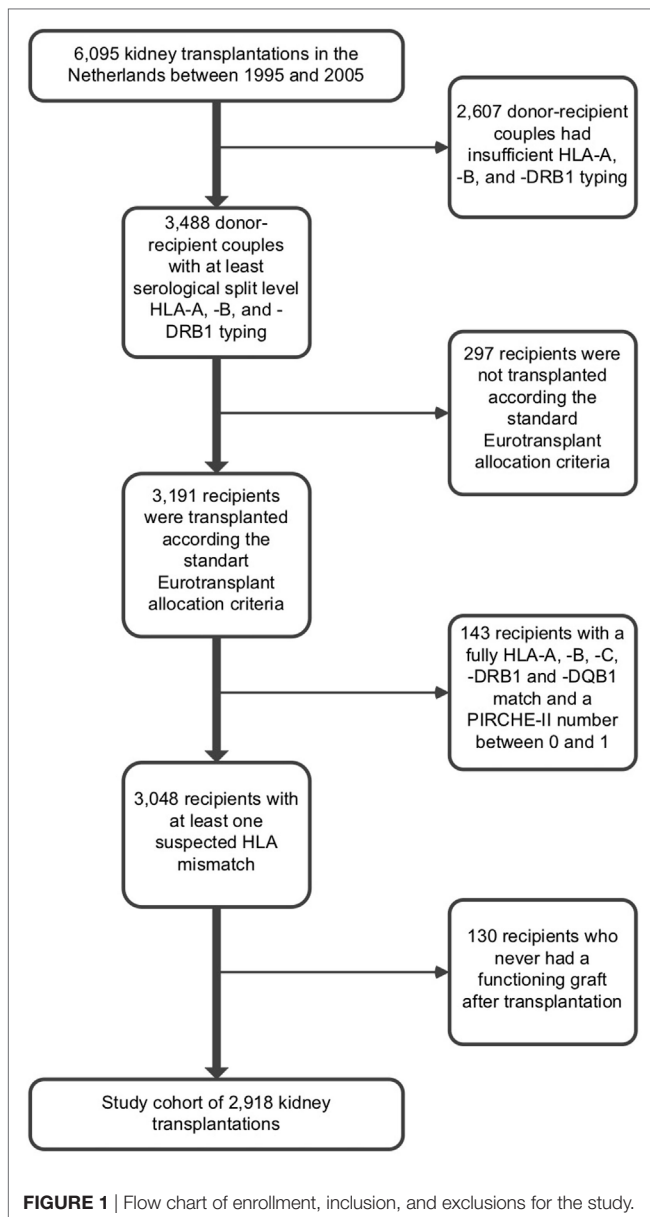 6,095 kidney transplantations in the
Netherlands between 1995 and 2005
2,607 donor-recipient
couples had
insufficient HLA-A,
-B, and -DRB1 typing
3,488 donor-
recipient couples
with at least
serological split level
HLA-A, -B, and -
DRB1 typing
297 recipients were
not transplanted
according the
standard
Eurotransplant
allocation criteria
3,191 recipients
were transplanted
according the
standart
Eurotransplant
allocation criteria
143 recipients with a
fully HLA-A, -B, -C,
-DRB1 and -DQB1
match and a
PIRCHE-II number
between 0 and 1
3,048 recipients with
at least one
suspected HLA
mismatch
130 recipients who
never had a
functioning graft
after transplantation
Study cohort of 2,918 kidney
transplantations
FIGURE 1 | Flow chart of enrollment, inclusion, and exclusions for the study.